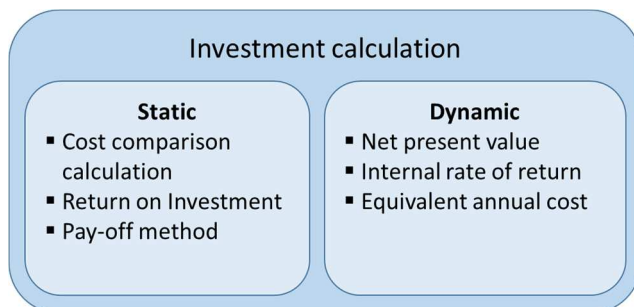 Investment calculation
Static
▪ Cost comparison
calculation
▪ Return on Investment
▪ Pay-off method
Dynamic
▪ Net present value
▪ Internal rate of return
▪ Equivalent annual cost